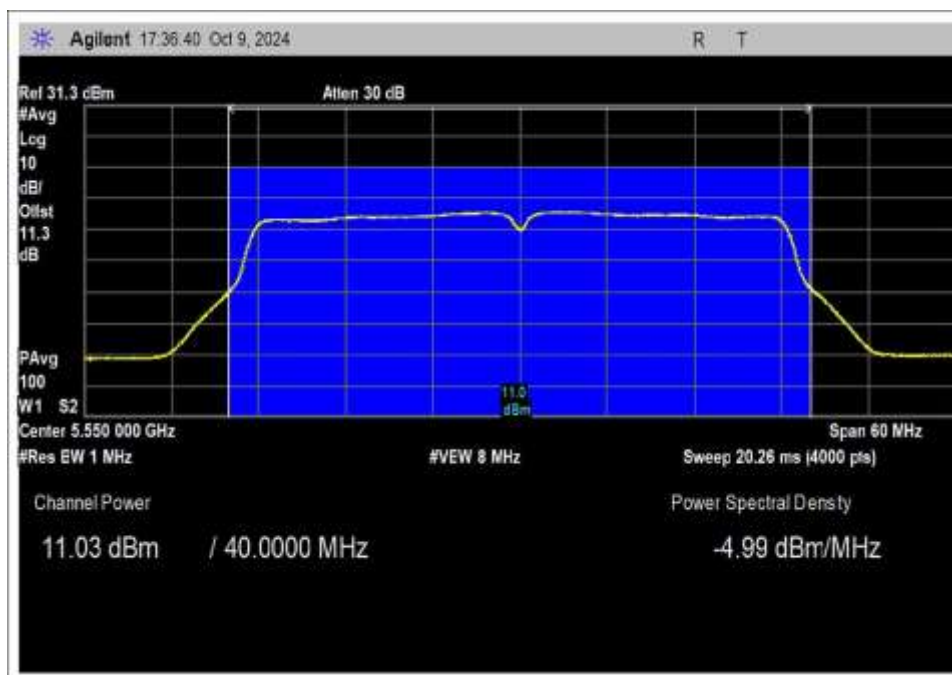 Agilent 17:36:40 Oct 9, 2024 R T
Ref 31.3 dBm Atten 30 dB
#Avg
Log
10
dB/
Offst
11.3
dB
PAvg
100
W1 S2
11.0
dBm
Center 5.550 000 GHz Span 60 MHz
#Res BW 1 MHz #VBW 8 MHz Sweep 20.26 ms (4000 pts)
Channel Power Power Spectral Density
11.03 dBm / 40.0000 MHz -4.99 dBm/MHz